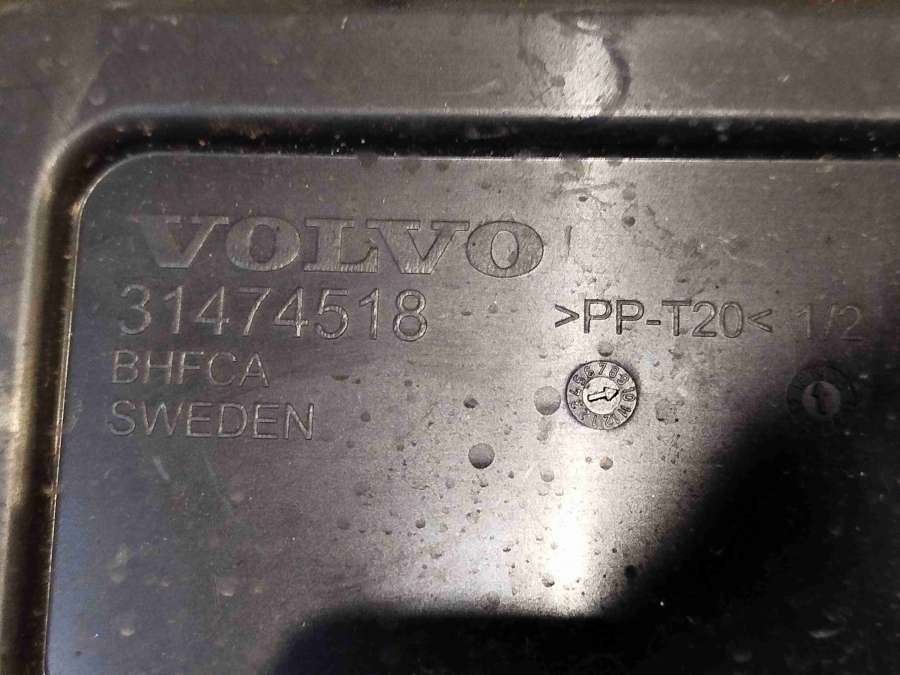 VOLVO
31474518 >PP-T20< 1/2
BHFCA
SWEDEN